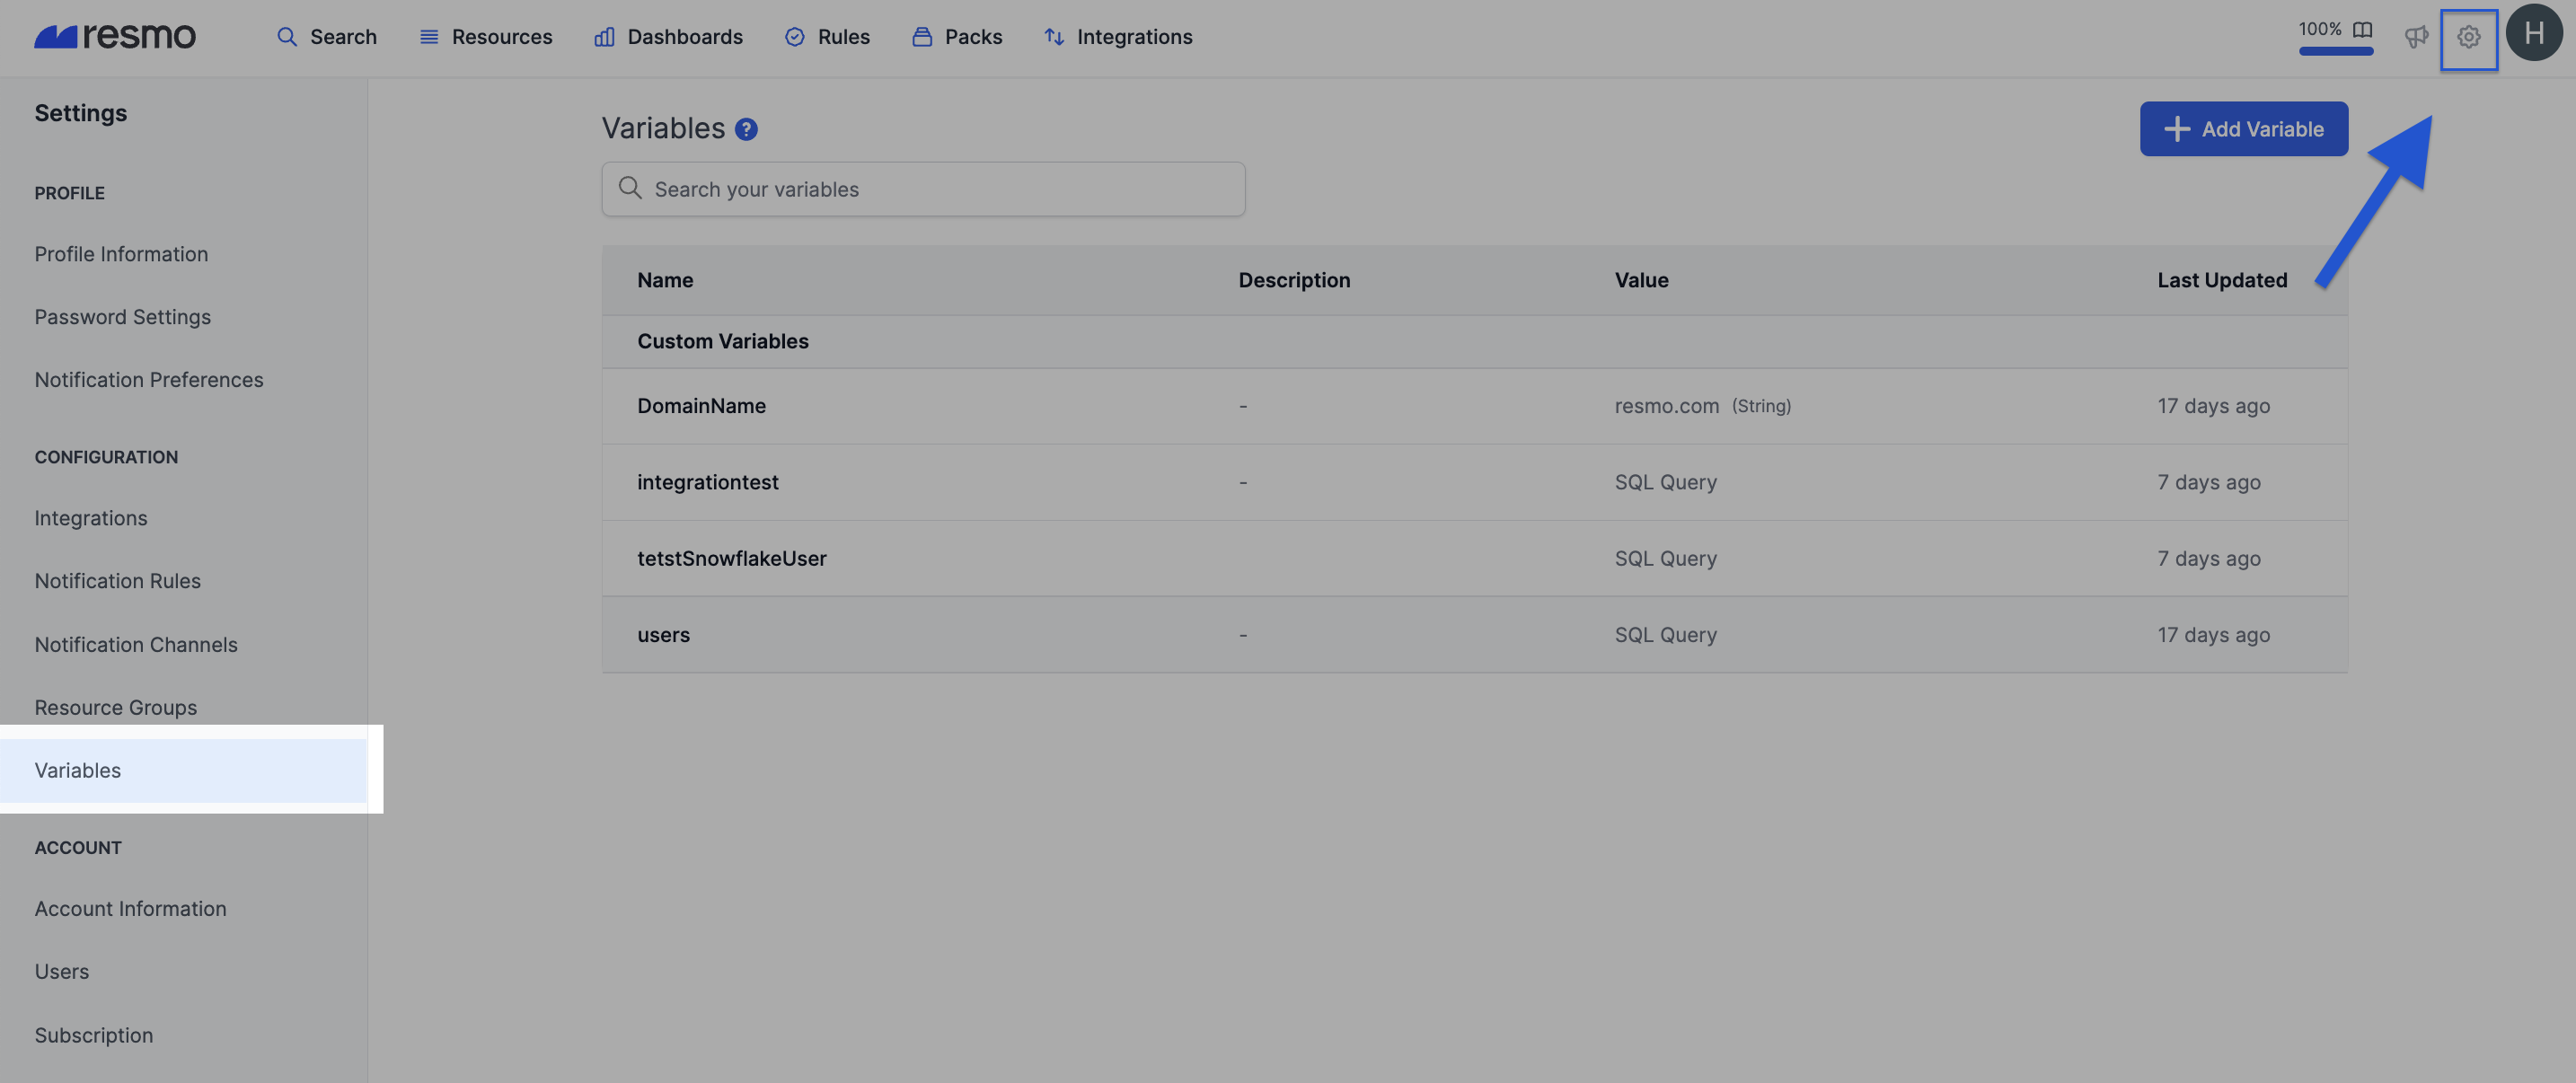 resmo Search Resources Dashboards Rules Packs Integrations 100% H
Settings
PROFILE
Profile Information
Password Settings
Notification Preferences
CONFIGURATION
Integrations
Notification Rules
Notification Channels
Resource Groups
Variables
ACCOUNT
Account Information
Users
Subscription
Variables ?
Add Variable
Search your variables
Name Description Value Last Updated
Custom Variables
DomainName - resmo.com (String) 17 days ago
integrationtest - SQL Query 7 days ago
tetstSnowflakeUser SQL Query 7 days ago
users - SQL Query 17 days ago